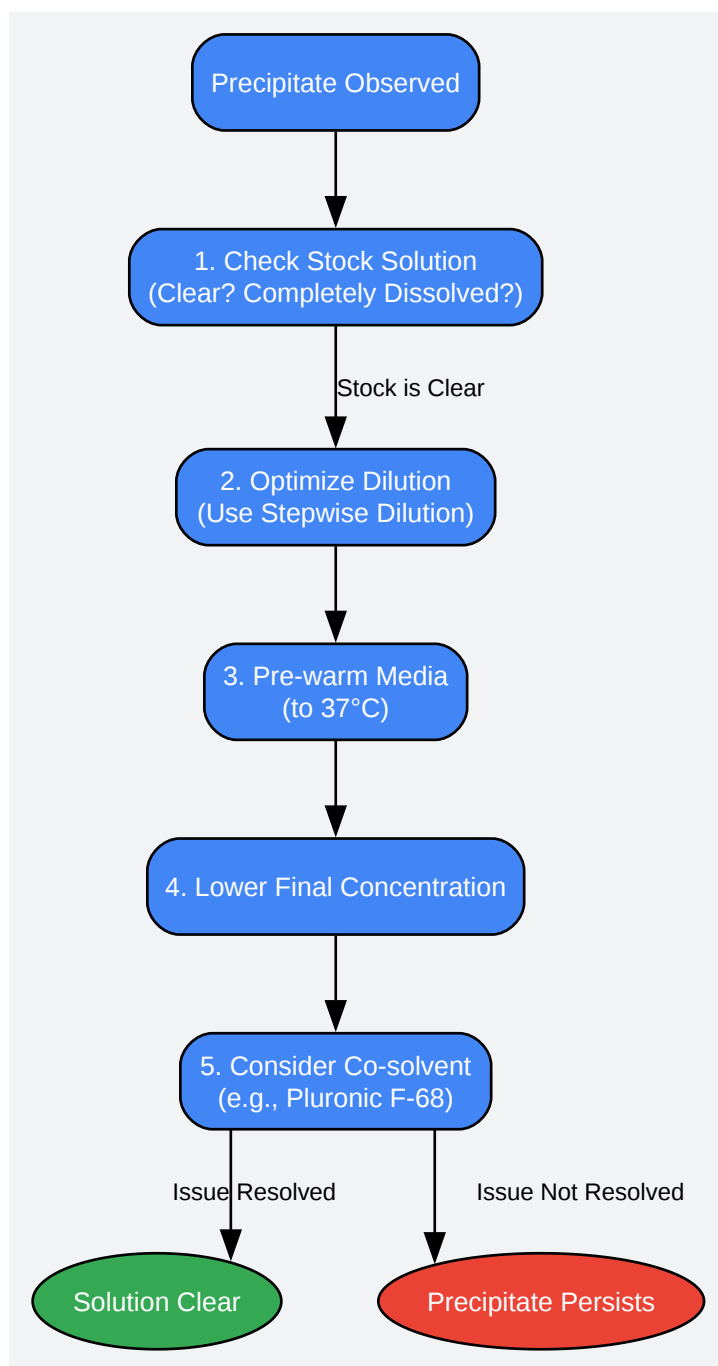 Precipitate Observed
1. Check Stock Solution
(Clear? Completely Dissolved?)
Stock is Clear
2. Optimize Dilution
(Use Stepwise Dilution)
3. Pre-warm Media
(to 37°C)
4. Lower Final Concentration
5. Consider Co-solvent
(e.g., Pluronic F-68)
Issue Resolved
Issue Not Resolved
Solution Clear
Precipitate Persists